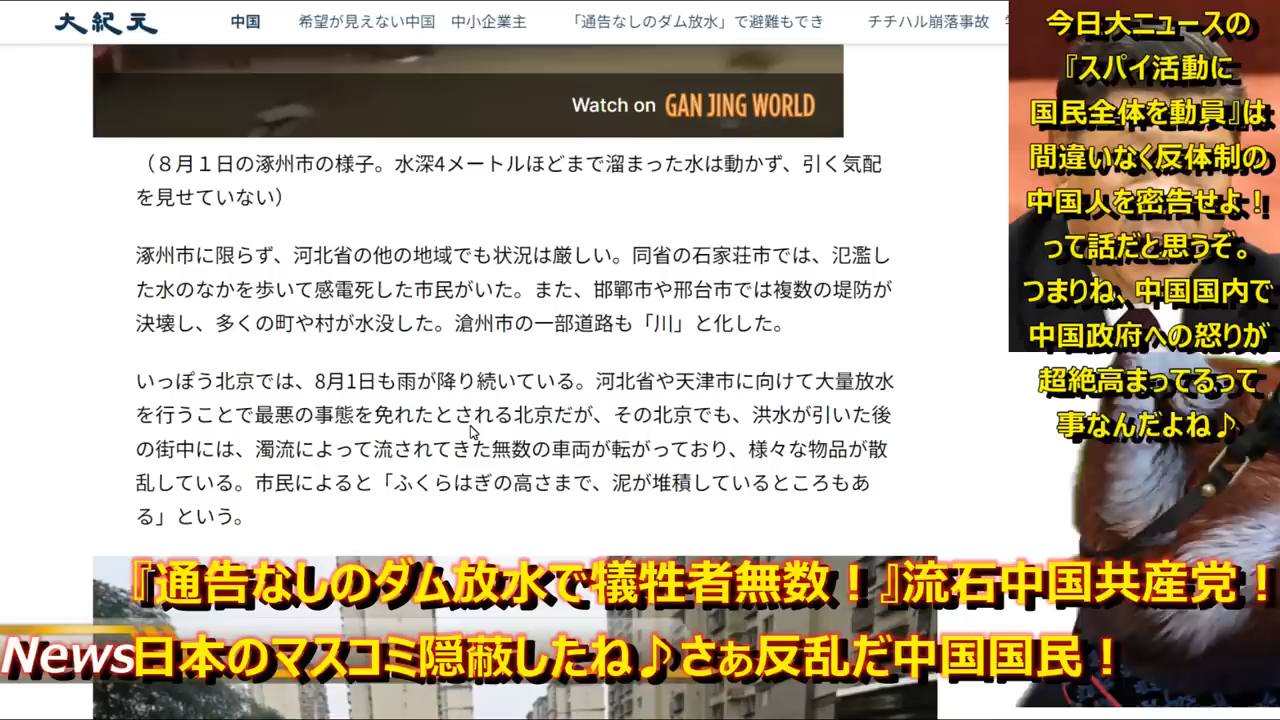 大紀元
中国 希望が見えない中国 中小企業主 「通告なしのダム放水」で避難もできず チチハル崩落事故
Watch on GAN JING WORLD
（８月１日の涿州市の様子。水深4メートルほどまで溜まった水は動かず、引く気配
を見せていない）
涿州市に限らず、河北省の他の地域でも状況は厳しい。同省の石家荘市では、氾濫し
た水のなかを歩いて感電死した市民がいた。また、邯鄲市や邢台市では複数の堤防が
決壊し、多くの町や村が水没した。滄州市の一部道路も「川」と化した。
いっぽう北京では、8月1日も雨が降り続いている。河北省や天津市に向けて大量放水
を行うことで最悪の事態を免れたとされる北京だが、その北京でも、洪水が引いた後
の街中には、濁流によって流されてきた無数の車両が転がっており、様々な物品が散
乱している。市民によると「ふくらはぎの高さまで、泥が堆積しているところもあ
る」という。
今日大ニュースの
『スパイ活動に
国民全体を動員』は
間違いなく反体制の
中国人を密告せよ！
って話だと思うぞ。
つまりね、中国国内で
中国政府への怒りが
超絶高まってるって
事なんだよね♪
『通告なしのダム放水で犠牲者無数！』流石中国共産党！
News日本のマスコミ隠蔽したね♪さぁ反乱だ中国国民！